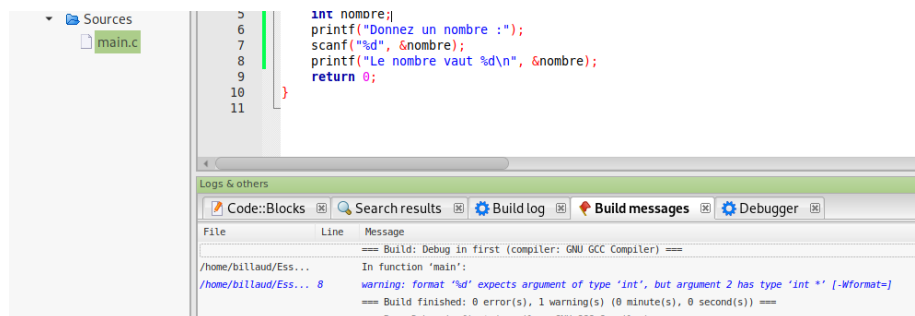 Sources
main.c
5 int nombre;
6 printf("Donnez un nombre :");
7 scanf("%d", &nombre);
8 printf("Le nombre vaut %d\n", &nombre);
9 return 0;
10 }
11
Logs & others
Code::Blocks Search results Build log Build messages Debugger
File Line Message
=== Build: Debug in first (compiler: GNU GCC Compiler) ===
/home/billaud/Ess... In function ‘main’:
/home/billaud/Ess... 8 warning: format ‘%d’ expects argument of type ‘int’, but argument 2 has type ‘int *’ [-Wformat=]
=== Build finished: 0 error(s), 1 warning(s) (0 minute(s), 0 second(s)) ===